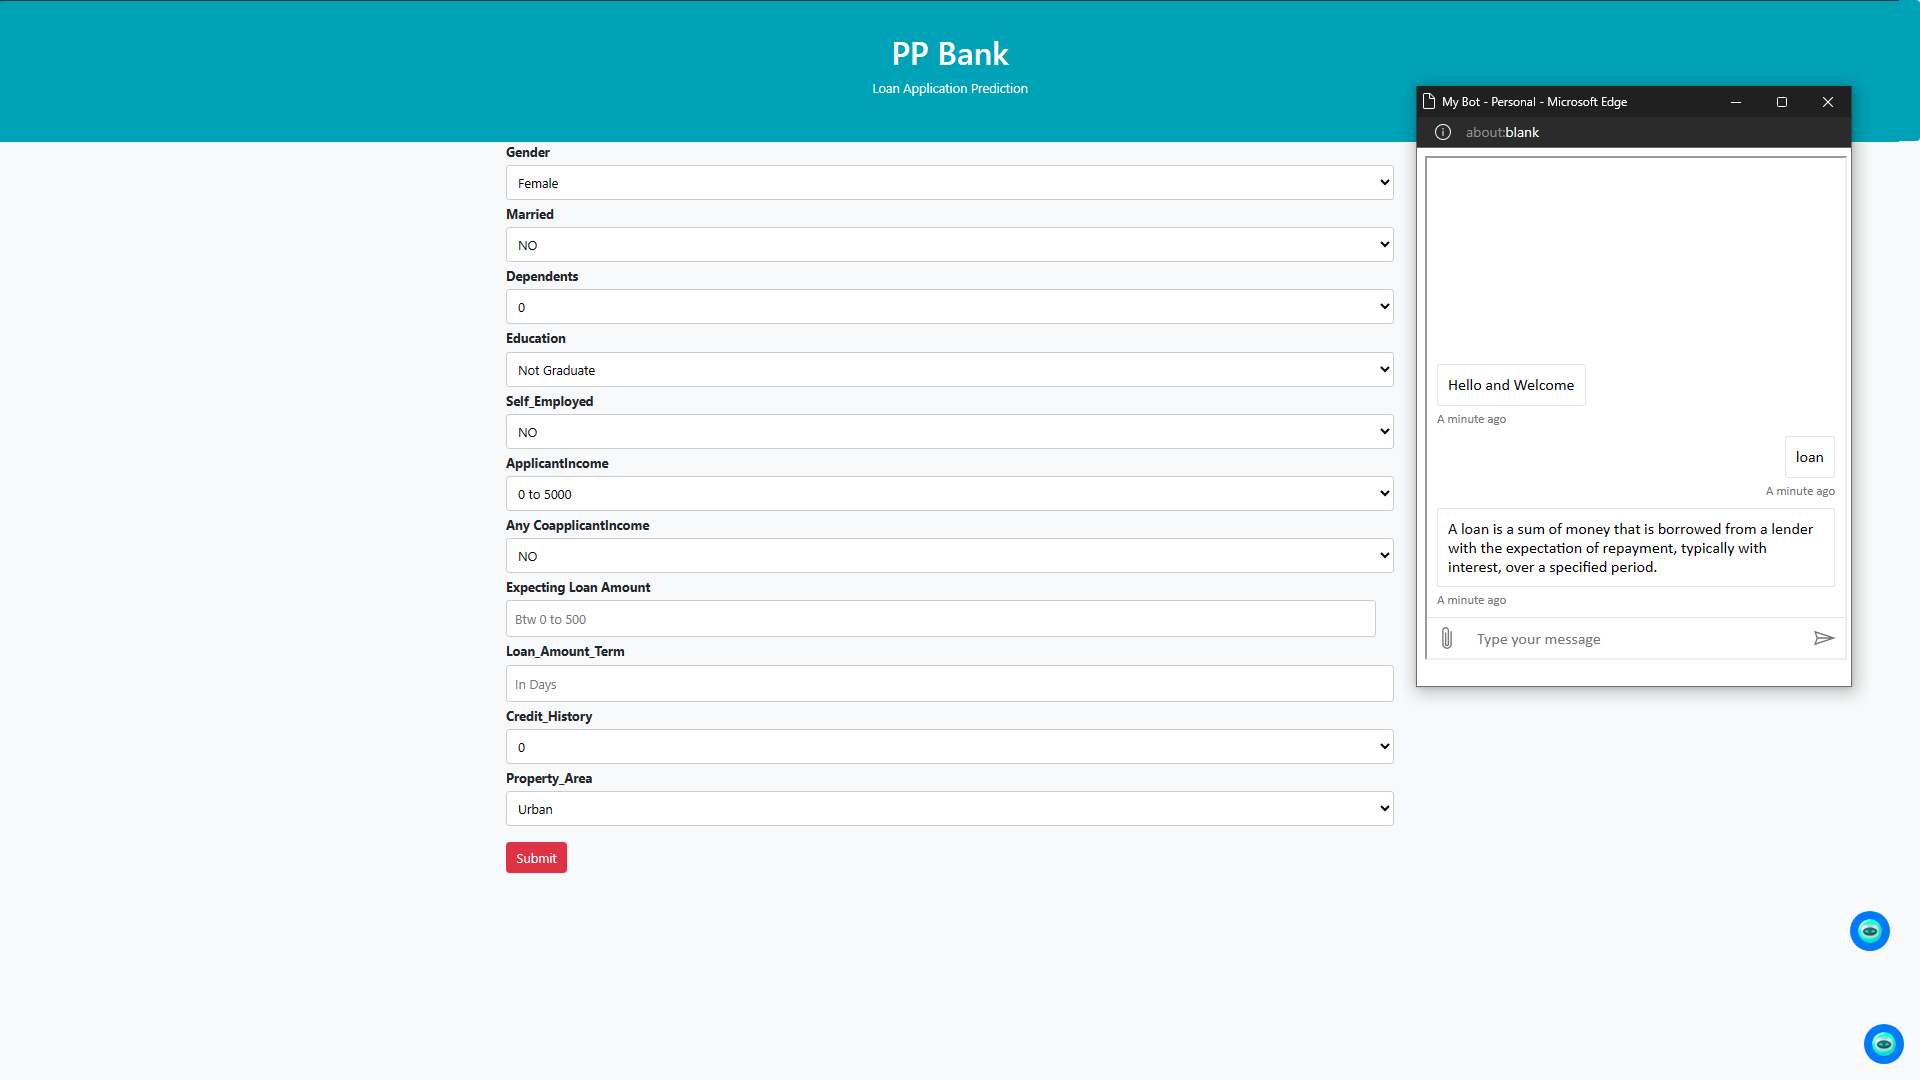 PP Bank
Loan Application Prediction
Gender
Female
Married
NO
Dependents
0
Education
Not Graduate
Self_Employed
NO
ApplicantIncome
0 to 5000
Any CoapplicantIncome
NO
Expecting Loan Amount
Btw 0 to 500
Loan_Amount_Term
In Days
Credit_History
0
Property_Area
Urban
Submit
My Bot - Personal - Microsoft Edge
about:blank
Hello and Welcome
A minute ago
loan
A minute ago
A loan is a sum of money that is borrowed from a lender
with the expectation of repayment, typically with
interest, over a specified period.
A minute ago
Type your message